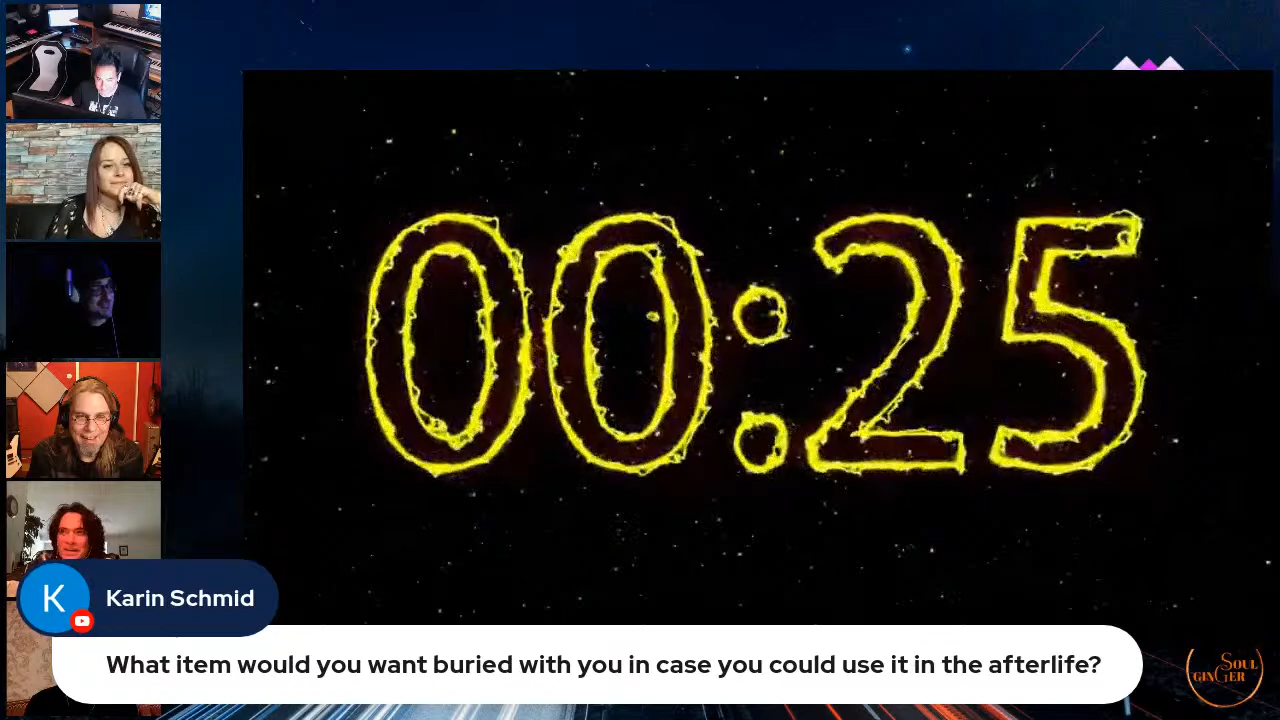 00:25
K
Karin Schmid
What item would you want buried with you in case you could use it in the afterlife?
SOUL
GINGER